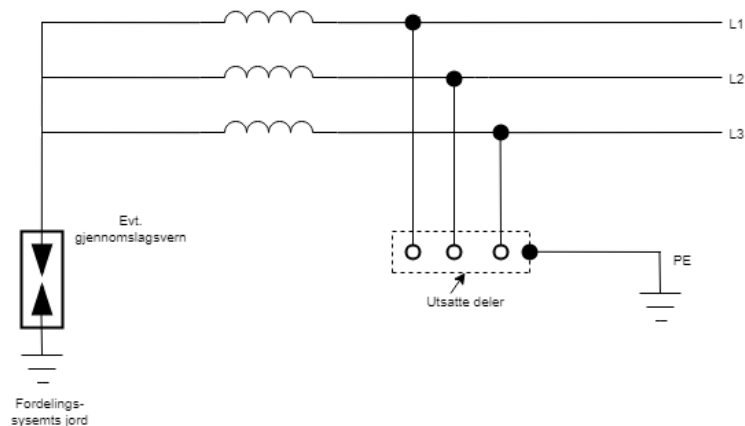 L1
L2
L3
Evt.
gjennomslagsvern
PE
Utsatte deler
Fordelings-
sysemts jord